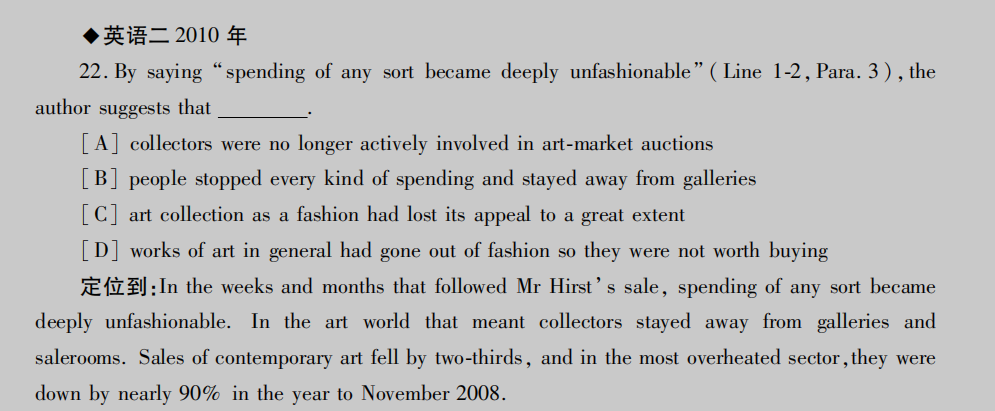 ◆英语二 2010 年
22. By saying “spending of any sort became deeply unfashionable” ( Line 1-2, Para. 3 ), the
author suggests that ________.
[ A ] collectors were no longer actively involved in art-market auctions
[ B ] people stopped every kind of spending and stayed away from galleries
[ C ] art collection as a fashion had lost its appeal to a great extent
[ D ] works of art in general had gone out of fashion so they were not worth buying
定位到:In the weeks and months that followed Mr Hirst’s sale, spending of any sort became
deeply unfashionable. In the art world that meant collectors stayed away from galleries and
salerooms. Sales of contemporary art fell by two-thirds, and in the most overheated sector,they were
down by nearly 90% in the year to November 2008.